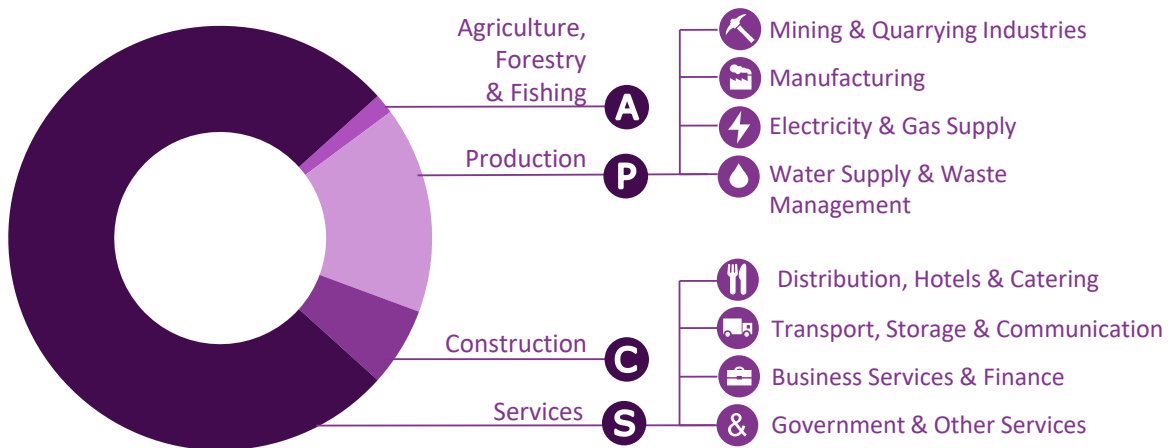 Agriculture,
Forestry
& Fishing
A
Production
P
Mining & Quarrying Industries
Manufacturing
Electricity & Gas Supply
Water Supply & Waste
Management
Construction
C
Services
S
Distribution, Hotels & Catering
Transport, Storage & Communication
Business Services & Finance
& Government & Other Services